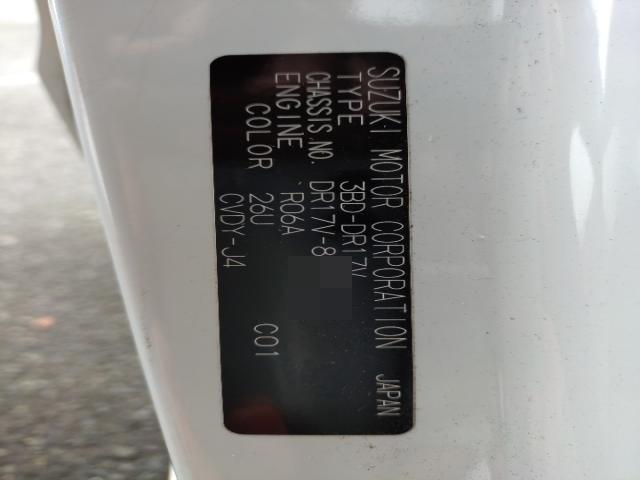 SUZUKI MOTOR CORPORATION JAPAN
TYPE 3BD-DR17V
CHASSIS.NO. DR17V-8
ENGINE R06A
COLOR 26U C01
CVDY-J4